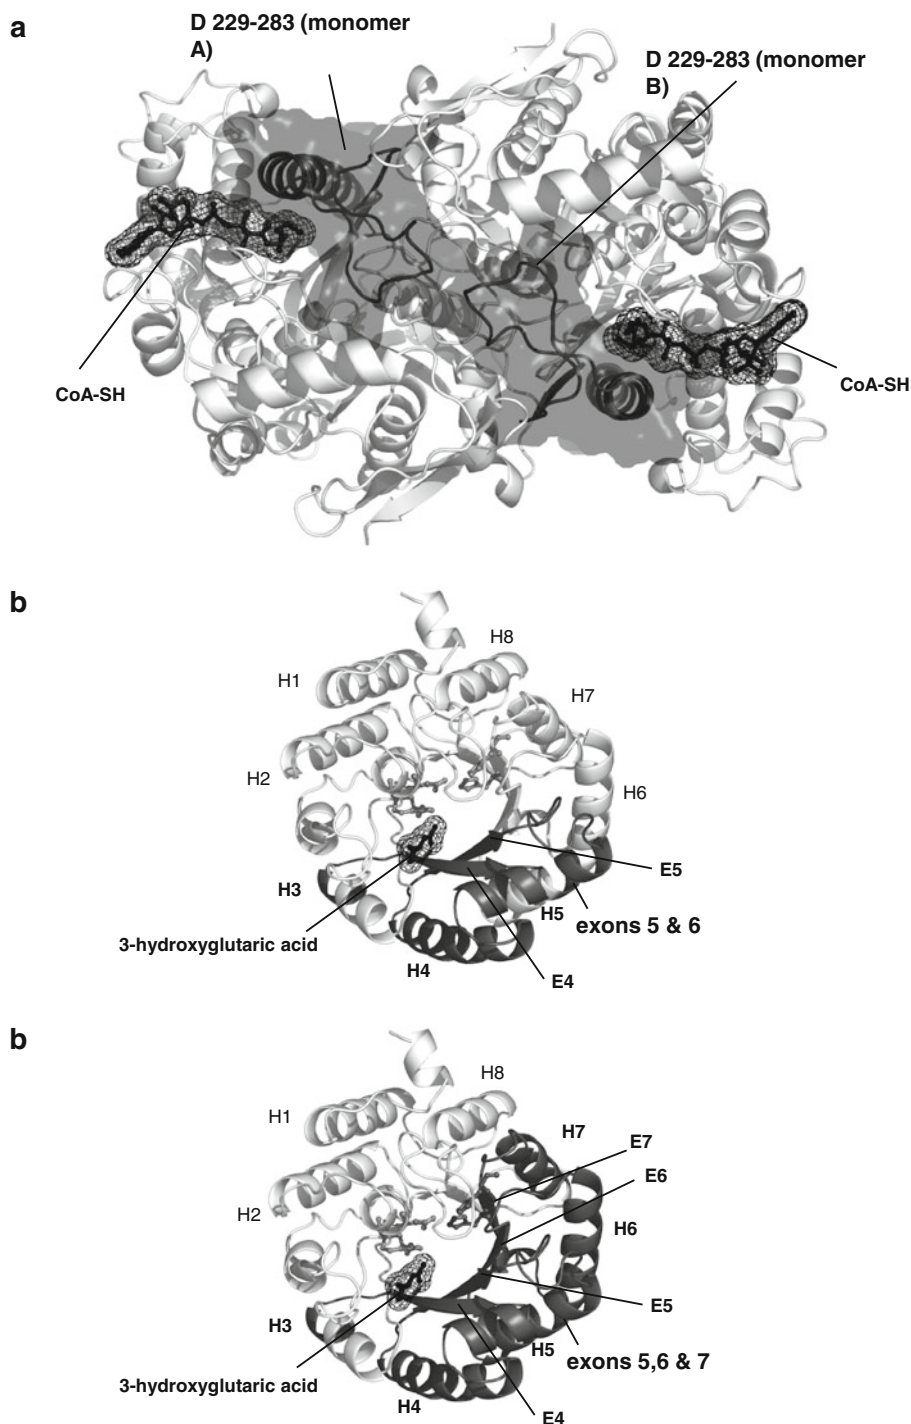 a
D 229-283 (monomer
A)
D 229-283 (monomer
B)
CoA-SH
CoA-SH
b
H8
H1
H7
H2
H6
E5
H3
H5
exons 5 & 6
3-hydroxyglutaric acid
H4
E4
b
H8
H1
H7
E7
E6
H2
H6
E5
H3
H5
exons 5,6 & 7
3-hydroxyglutaric acid
H4
E4